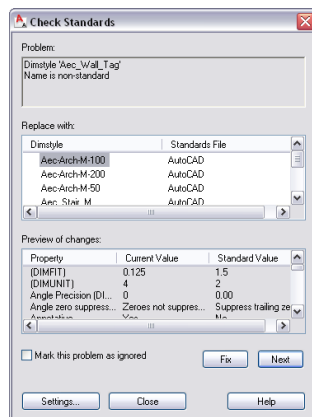 Check Standards
Problem:
Dimstyle 'Aec_Wall_Tag'
Name is non-standard
Replace with:
Dimstyle Standards File
Aec-Arch-M-100 AutoCAD
Aec-Arch-M-200 AutoCAD
Aec-Arch-M-50 AutoCAD
Aec_Stair_M AutoCAD
Preview of changes:
Property Current Value Standard Value
(DIMFIT) 0.125 1.5
(DIMUNIT) 4 2
Angle Precision (DI... 0 0.00
Angle zero suppress... Zeroes not suppres... Suppress trailing ze
Annotative Yes No
Mark this problem as ignored
Fix Next
Settings... Close Help